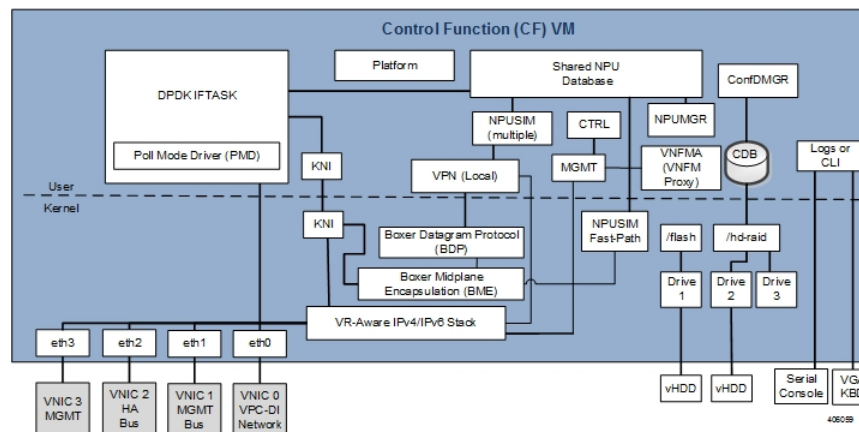 Control Function (CF) VM
Platform
Shared NPU
Database
ConfDMGR
DPDK IFTASK
NPUSIM
(multiple)
CTRL
NPUMGR
Poll Mode Driver (PMD)
KNI
VPN (Local)
MGMT
VNFMA
(VNFM
Proxy)
CDB
Logs or
CLI
User
Kernel
KNI
Boxer Datagram Protocol
(BDP)
NPUSIM
Fast-Path
/flash
/hd-raid
Boxer Midplane
Encapsulation (BME)
Drive
1
Drive
2
Drive
3
VR-Aware IPv4/IPv6 Stack
eth3
eth2
eth1
eth0
VNIC 3
MGMT
VNIC 2
HA
Bus
VNIC 1
MGMT
Bus
VNIC 0
VPC-DI
Network
vHDD
vHDD
Serial
Console
VGA
KBD
406059